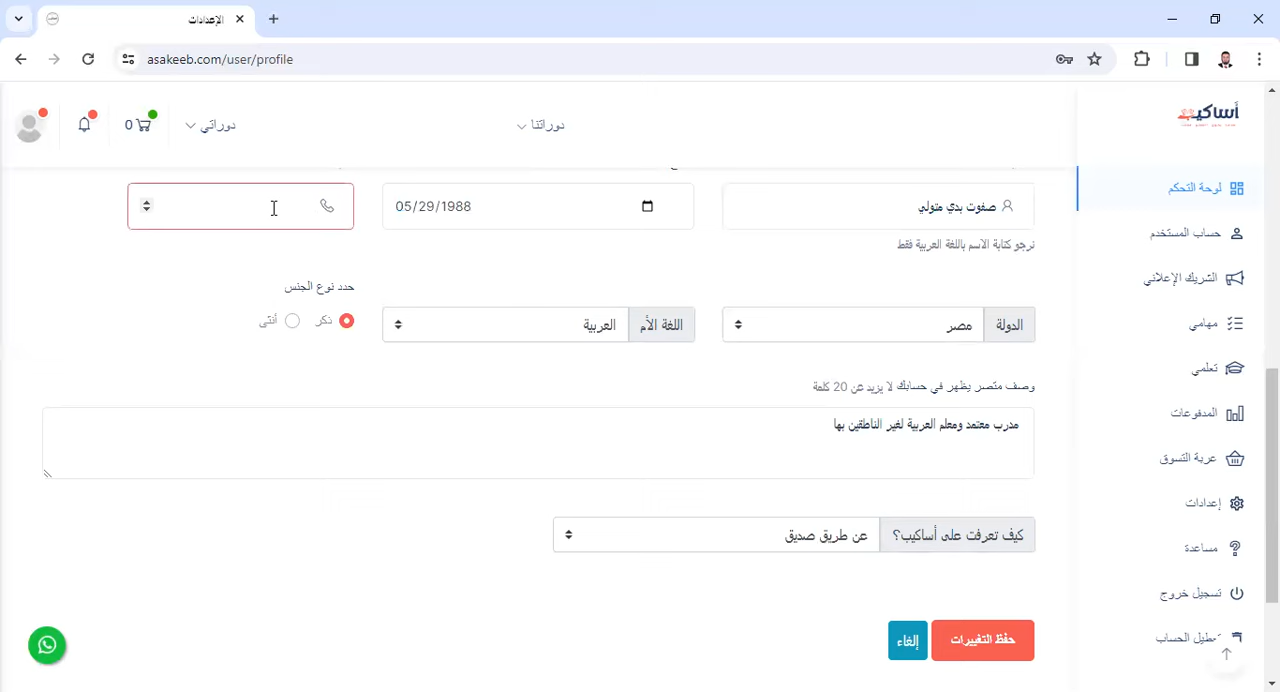 الإعدادات
asakeeb.com/user/profile
أساكيب
دوراتنا
دوراتي
0
لوحة التحكم
حساب المستخدم
الشريك الإعلاني
مهامي
تعلمي
المدفوعات
عربة التسوق
إعدادات
مساعدة
تسجيل خروج
تعطيل الحساب
صفوت بدي متولي
05/29/1988
نرجو كتابة الاسم باللغة العربية فقط
حدد نوع الجنس
الدولة
مصر
اللغة الأم
العربية
ذكر
أنثى
وصف متصر يظهر في حسابك لا يزيد عن 20 كلمة
مدرب معتمد ومعلم العربية لغير الناطقين بها
كيف تعرفت على أساكيب؟
عن طريق صديق
حفظ التغييرات
إلغاء